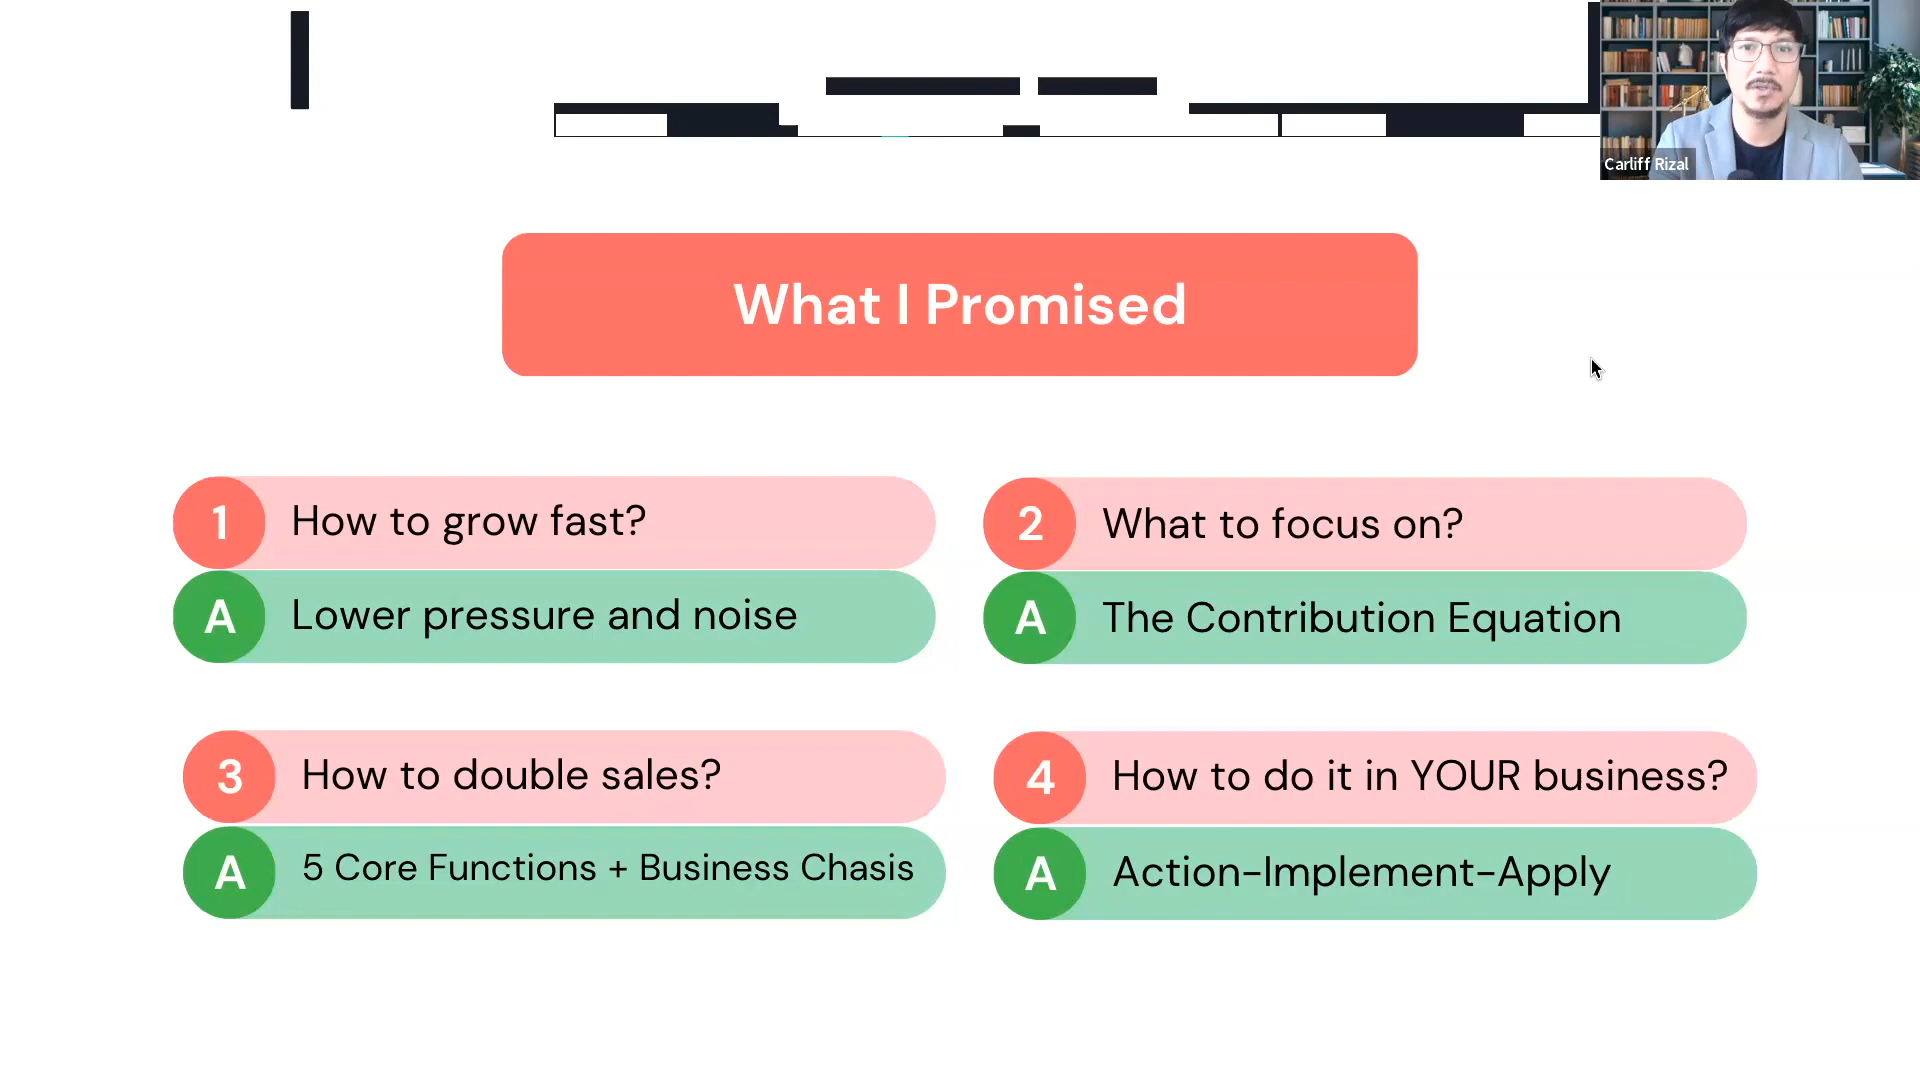 Carliff Rizal
What I Promised
1 How to grow fast?
A Lower pressure and noise
2 What to focus on?
A The Contribution Equation
3 How to double sales?
A 5 Core Functions + Business Chasis
4 How to do it in YOUR business?
A Action-Implement-Apply